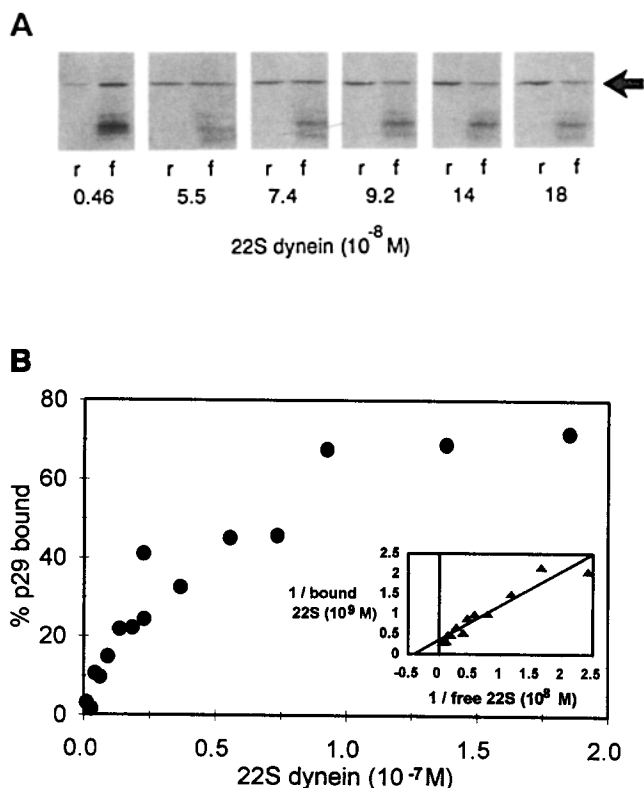 A
r f r f r f r f r f r f
0.46 5.5 7.4 9.2 14 18
22S dynein (10-8 M)
B
80
60
40
20
0
% p29 bound
0.0 0.5 1.0 1.5 2.0
22S dynein (10-7M)
1 / bound
22S (109 M)
2.5
2
1.5
1
0.5
0
-0.5 0 0.5 1 1.5 2 2.5
1 / free 22S (108 M)